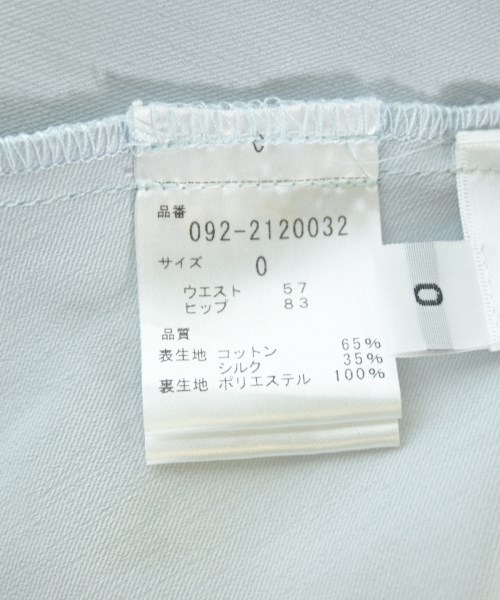 品番
092-2120032
サイズ 0
ウエスト 57
ヒップ 83
品質
表生地 コットン 65%
シルク 35%
裏生地 ポリエステル 100%
0